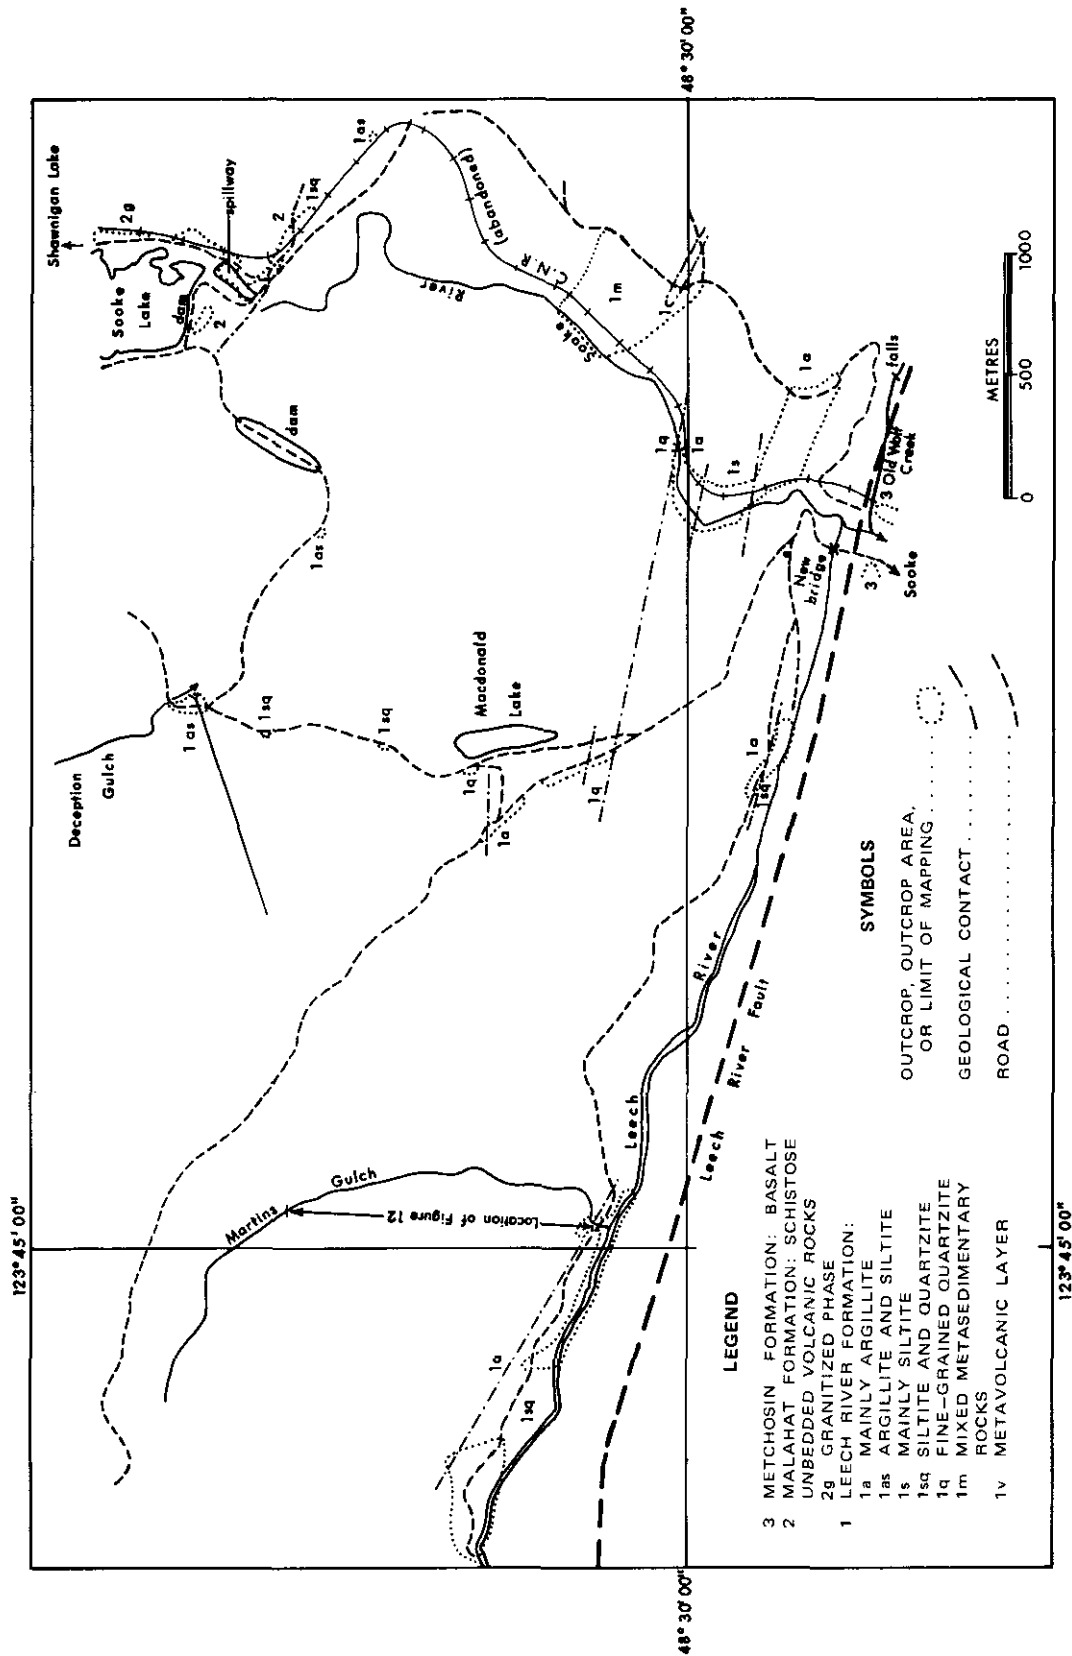 123° 45' 00"
48° 30' 00"
Shawnigan Lake
2g
Sooke
Lake
dam
spillway
2
2
1sq
1as
dam
1as
Deception
Gulch
1 as
d 1sq
1sq
Macdonald
Lake
1q
1a
1q
Sooke
River
C.N.R
(abandoned)
1m
1c
1q
1a
1s
1a
falls
Old Wolf
Creek
3
New
bridge
3
Sooke
1a
1sq
Martins
Gulch
Location of Figure 12
Leech
River
Leech
River
Fault
1a
1sq
48° 30' 00"
123° 45' 00"
METRES
0
500
1000
LEGEND
3 METCHOSIN FORMATION: BASALT
2 MALAHAT FORMATION: SCHISTOSE
UNBEDDED VOLCANIC ROCKS
2g GRANITIZED PHASE
1 LEECH RIVER FORMATION:
1a MAINLY ARGILLITE
1as ARGILLITE AND SILTITE
1s MAINLY SILTITE
1sq SILTITE AND QUARTZITE
1q FINE-GRAINED QUARTZITE
1m MIXED METASEDIMENTARY
ROCKS
1v METAVOLCANIC LAYER
SYMBOLS
OUTCROP, OUTCROP AREA,
OR LIMIT OF MAPPING . . . . . . . . .
GEOLOGICAL CONTACT . . . . . . . . .
ROAD . . . . . . . . . . . . . . . . .